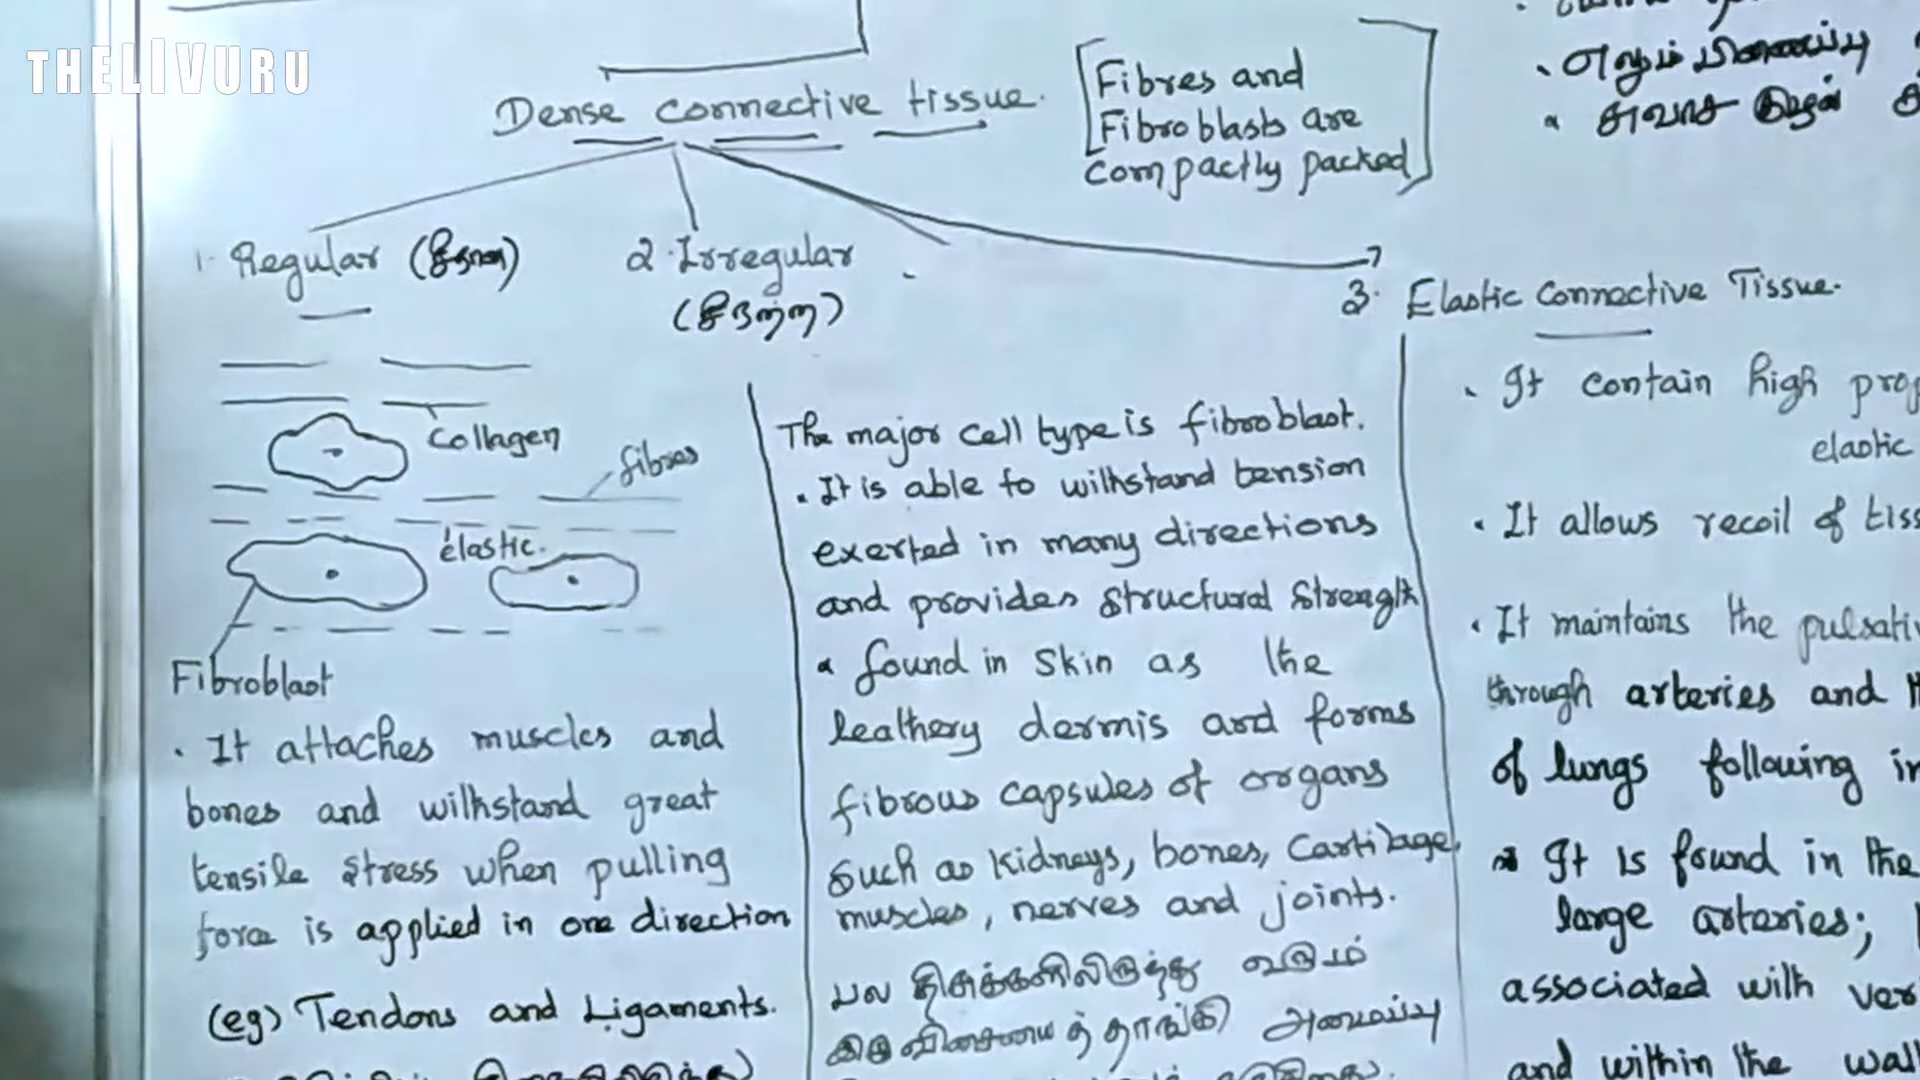 THELIVURU
Dense connective tissue.
[Fibres and
Fibroblasts are
compactly packed]
1. Regular (சீரான)
2. Irregular
(சீரற்ற)
3. Elastic Connective Tissue.
collagen
fibres
elastic.
Fibroblast
. It attaches muscles and
bones and withstand great
tensile stress when pulling
force is applied in one direction
(eg) Tendons and Ligaments.
The major cell type is fibroblast.
. It is able to withstand tension
exerted in many directions
and provides structural strength
. found in skin as the
leathery dermis and forms
fibrous capsules of organs
such as kidneys, bones, cartilage,
muscles, nerves and joints.
பல திசைக்களிலிருந்து வரும்
தாங்கி அமைப்பு
. It contain high
elastic
. It allows recoil of
. It maintains the
through arteries and
of lungs following
. It is found in the
large arteries;
associated with
and within the